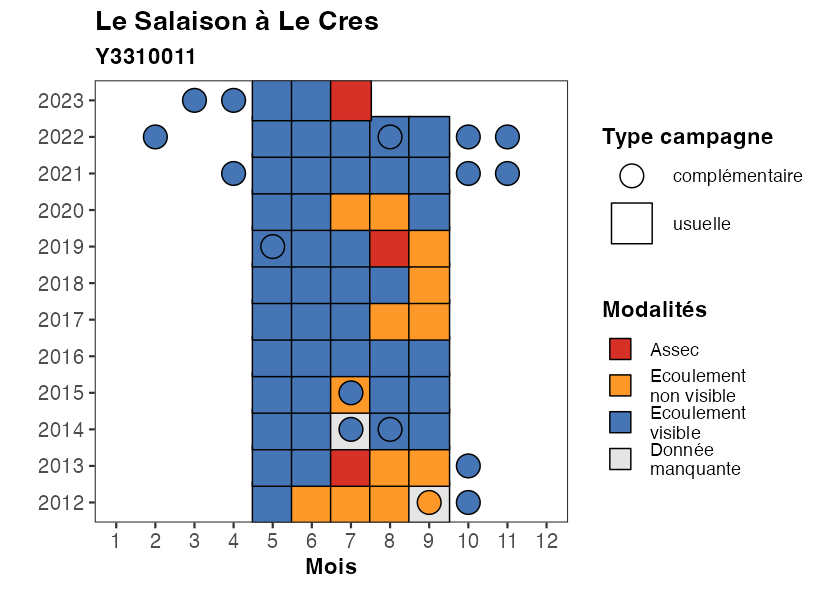 Le Salaison à Le Cres
Y3310011
2023
2022
2021
2020
2019
2018
2017
2016
2015
2014
2013
2012
1 2 3 4 5 6 7 8 9 10 11 12
Mois
Type campagne
complémentaire
usuelle
Modalités
Assec
Ecoulement
non visible
Ecoulement
visible
Donnée
manquante